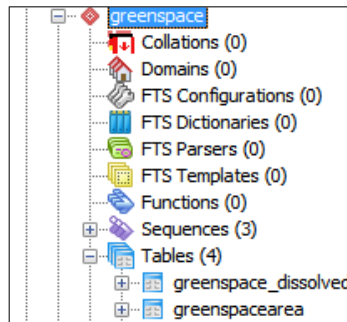 greenspace
Collations (0)
Domains (0)
FTS Configurations (0)
FTS Dictionaries (0)
FTS Parsers (0)
FTS Templates (0)
Functions (0)
Sequences (3)
Tables (4)
greenspace_dissolved
greenspacearea